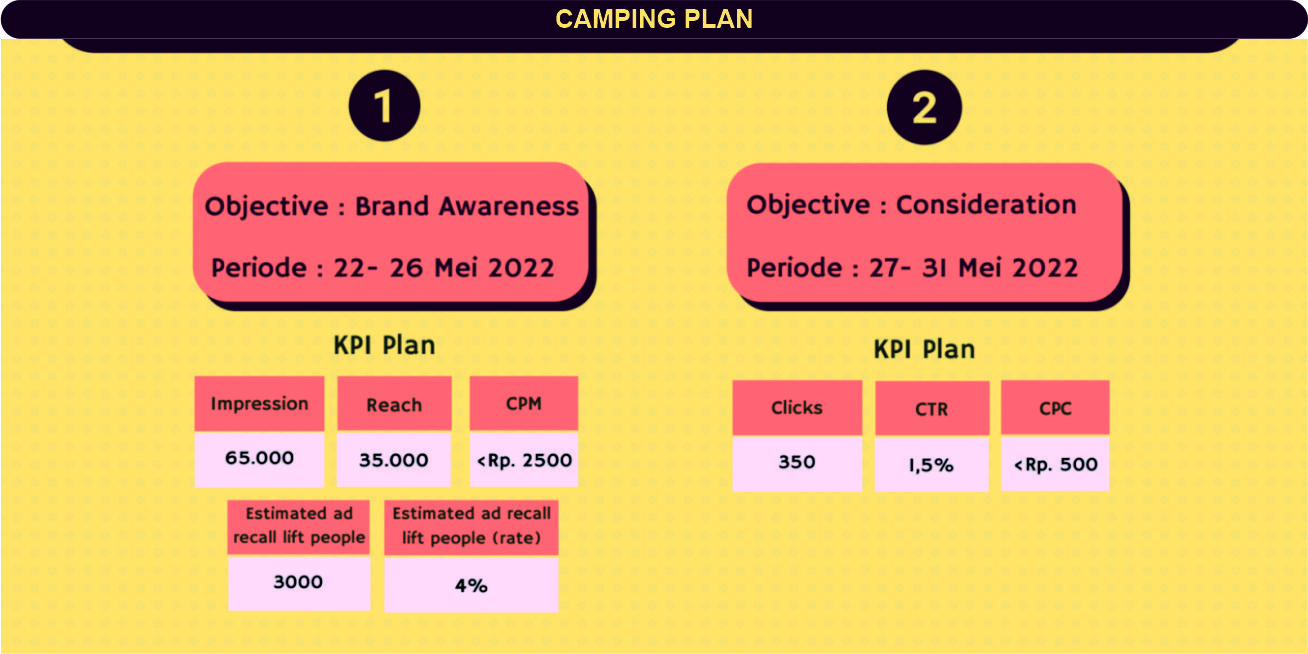 CAMPING PLAN
1
Objective : Brand Awareness
Periode : 22- 26 Mei 2022
KPI Plan
Impression Reach CPM
65.000 35.000 <Rp. 2500
Estimated ad
recall lift people
Estimated ad recall
lift people (rate)
3000 4%
2
Objective : Consideration
Periode : 27- 31 Mei 2022
KPI Plan
Clicks CTR CPC
350 1,5% <Rp. 500